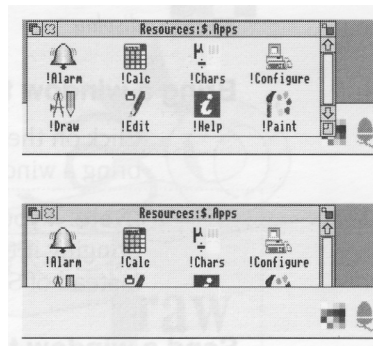 Resources:$.Apps
!Alarm !Calc !Chars !Configure
!Draw !Edit !Help !Paint
Resources:$.Apps
!Alarm !Calc !Chars !Configure